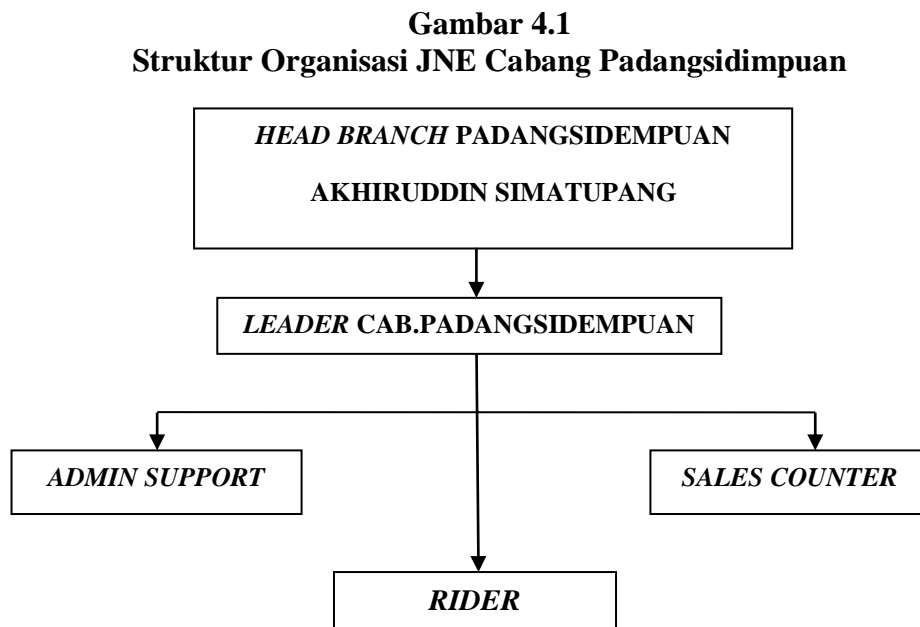 Gambar 4.1
Struktur Organisasi JNE Cabang Padangsidimpuan
HEAD BRANCH PADANGSIDEMPUAN
AKHIRUDDIN SIMATUPANG
LEADER CAB.PADANGSIDEMPUAN
ADMIN SUPPORT
SALES COUNTER
RIDER